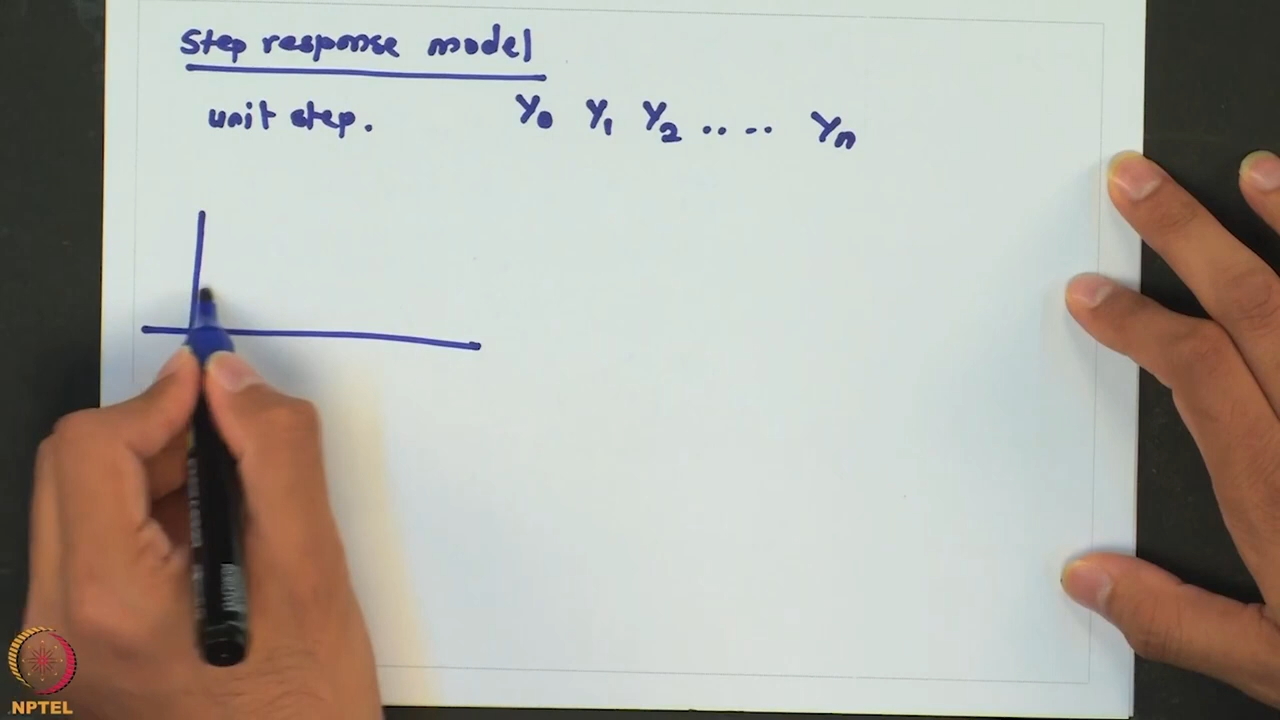 Step response model
unit step. Y0 Y1 Y2 ..... Yn
NPTEL